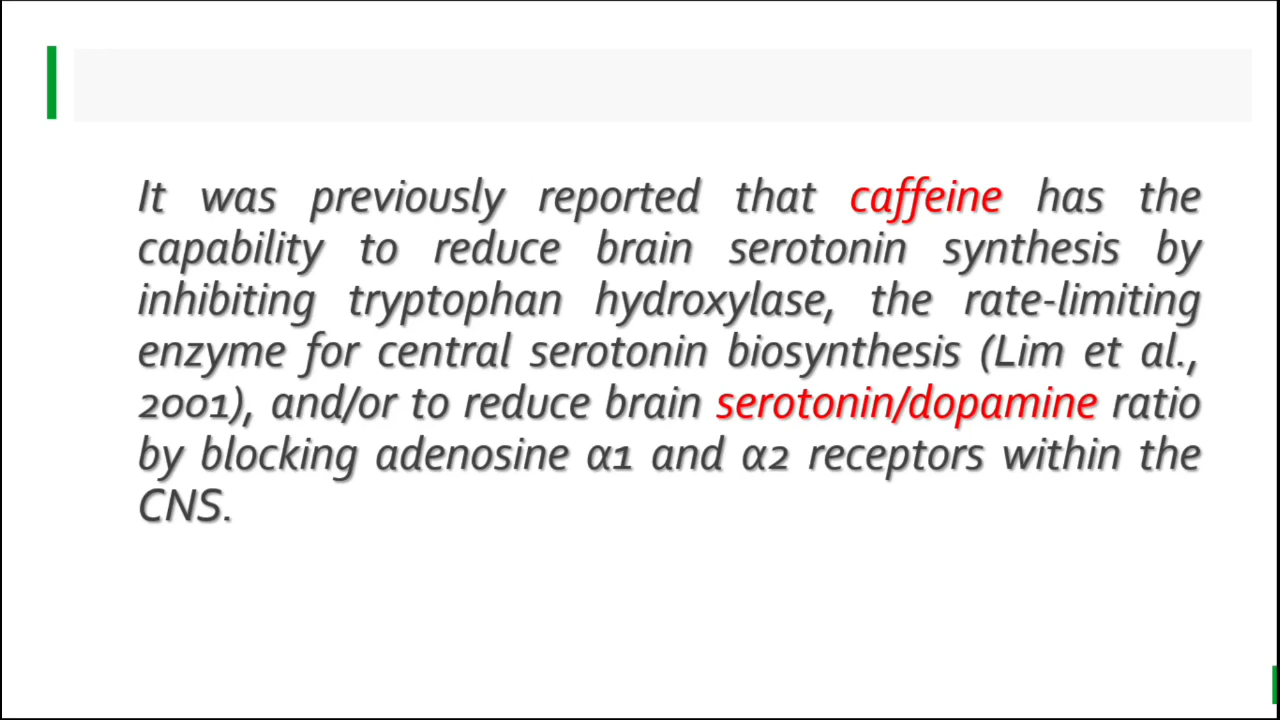 It was previously reported that caffeine has the
capability to reduce brain serotonin synthesis by
inhibiting tryptophan hydroxylase, the rate-limiting
enzyme for central serotonin biosynthesis (Lim et al.,
2001), and/or to reduce brain serotonin/dopamine ratio
by blocking adenosine α1 and α2 receptors within the
CNS.